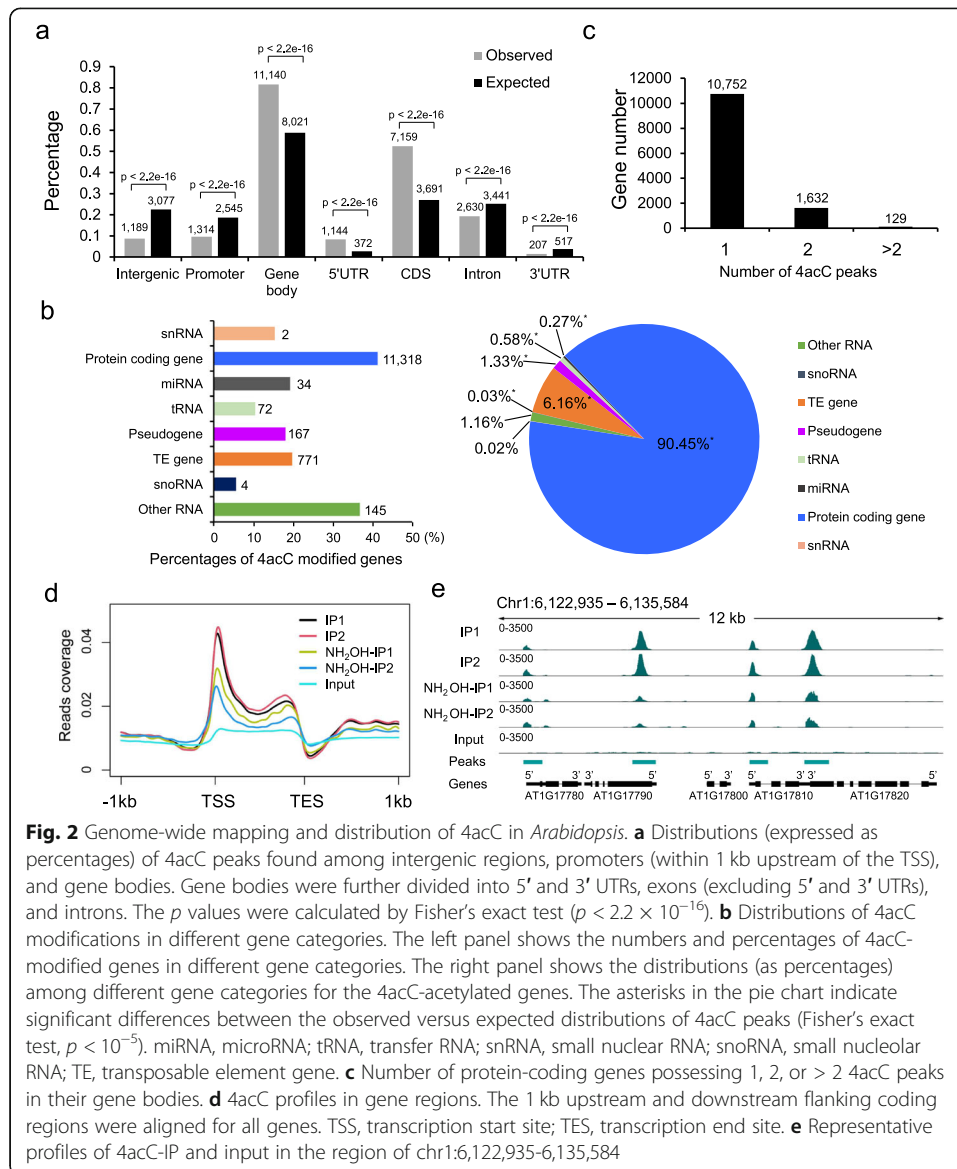 a
p < 2.2e-16
Observed
Expected
Percentage
0.9
0.8
0.7
0.6
0.5
0.4
0.3
0.2
0.1
0
p < 2.2e-16
1,189
3,077
p < 2.2e-16
1,314
2,545
11,140
8,021
p < 2.2e-16
1,144
372
p < 2.2e-16
7,159
3,691
p < 2.2e-16
2,630
3,441
p < 2.2e-16
207
517
Intergenic Promoter Gene body 5'UTR CDS Intron 3'UTR
c
Gene number
12000
10000
8000
6000
4000
2000
0
10,752
1,632
129
1 2 >2
Number of 4acC peaks
b
snRNA 2
Protein coding gene 11,318
miRNA 34
tRNA 72
Pseudogene 167
TE gene 771
snoRNA 4
Other RNA 145
0 10 20 30 40 50 (%)
Percentages of 4acC modified genes
0.27%*
0.58%*
1.33%*
6.16%*
0.03%*
1.16%
0.02%
90.45%*
Other RNA
snoRNA
TE gene
Pseudogene
tRNA
miRNA
Protein coding gene
snRNA
d
Reads coverage
0.04
0.02
0
IP1
IP2
NH2OH-IP1
NH2OH-IP2
Input
-1kb TSS TES 1kb
e
Chr1:6,122,935 – 6,135,584
12 kb
IP1 0-3500
IP2 0-3500
NH2OH-IP1 0-3500
NH2OH-IP2 0-3500
Input 0-3500
Peaks
Genes
5' 3' 3' 5' 5' 3' 5' 3' 3' 5'
AT1G17780 AT1G17790 AT1G17800 AT1G17810 AT1G17820
Fig. 2 Genome-wide mapping and distribution of 4acC in Arabidopsis. a Distributions (expressed as
percentages) of 4acC peaks found among intergenic regions, promoters (within 1 kb upstream of the TSS),
and gene bodies. Gene bodies were further divided into 5′ and 3′ UTRs, exons (excluding 5′ and 3′ UTRs),
and introns. The p values were calculated by Fisher's exact test (p < 2.2 × 10−16). b Distributions of 4acC
modifications in different gene categories. The left panel shows the numbers and percentages of 4acC-
modified genes in different gene categories. The right panel shows the distributions (as percentages)
among different gene categories for the 4acC-acetylated genes. The asterisks in the pie chart indicate
significant differences between the observed versus expected distributions of 4acC peaks (Fisher's exact
test, p < 10−5). miRNA, microRNA; tRNA, transfer RNA; snRNA, small nuclear RNA; snoRNA, small nucleolar
RNA; TE, transposable element gene. c Number of protein-coding genes possessing 1, 2, or > 2 4acC peaks
in their gene bodies. d 4acC profiles in gene regions. The 1 kb upstream and downstream flanking coding
regions were aligned for all genes. TSS, transcription start site; TES, transcription end site. e Representative
profiles of 4acC-IP and input in the region of chr1:6,122,935-6,135,584